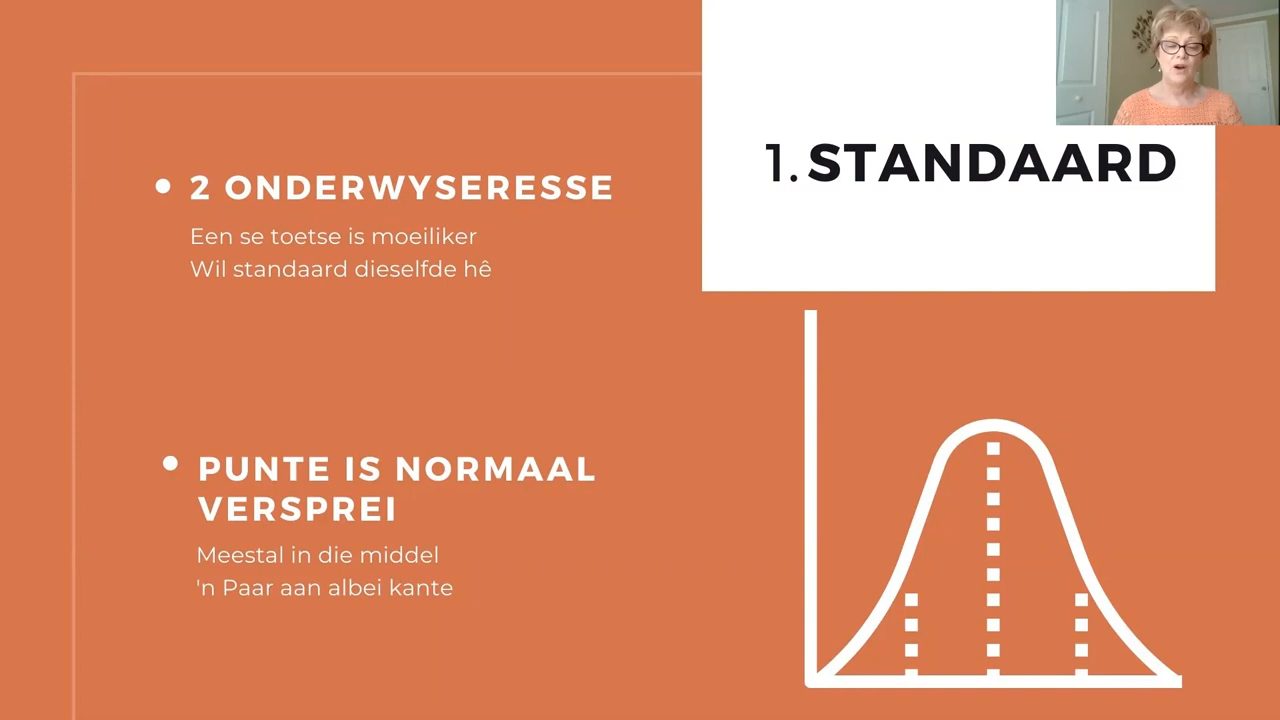 1. STANDAARD
2 ONDERWYSERESSE
Een se toetse is moeiliker
Wil standaard dieselfde hê
PUNTE IS NORMAAL
VERSPREI
Meestal in die middel
'n Paar aan albei kante